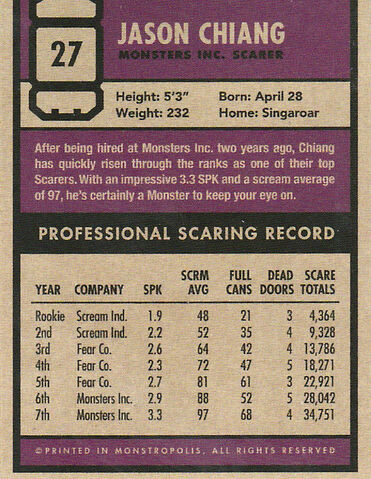 27
JASON CHIANG
MONSTERS INC. SCARER
Height: 5'3" Born: April 28
Weight: 232 Home: Singaroar
After being hired at Monsters Inc. two years ago, Chiang
has quickly risen through the ranks as one of their top
Scarers. With an impressive 3.3 SPK and a scream average
of 97, he's certainly a Monster to keep your eye on.
PROFESSIONAL SCARING RECORD
SCRM FULL DEAD SCARE
YEAR COMPANY SPK AVG CANS DOORS TOTALS
Rookie Scream Ind. 1.9 48 21 3 4,364
2nd Scream Ind. 2.2 52 35 4 9,328
3rd Fear Co. 2.6 64 42 4 13,786
4th Fear Co. 2.3 72 47 5 18,271
5th Fear Co. 2.7 81 61 3 22,921
6th Monsters Inc. 2.9 88 52 5 28,042
7th Monsters Inc. 3.3 97 68 4 34,751
©PRINTED IN MONSTROPOLIS, ALL RIGHTS RESERVED